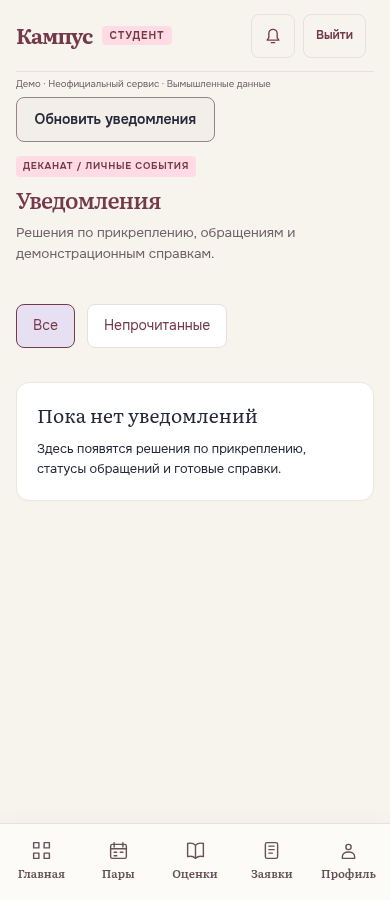 Кампус
СТУДЕНТ
Выйти
Демо · Неофициальный сервис · Вымышленные данные
Обновить уведомления
ДЕКАНАТ / ЛИЧНЫЕ СОБЫТИЯ
Уведомления
Решения по прикреплению, обращениям и
демонстрационным справкам.
Все
Непрочитанные
Пока нет уведомлений
Здесь появятся решения по прикреплению,
статусы обращений и готовые справки.
Главная
Пары
Оценки
Заявки
Профиль